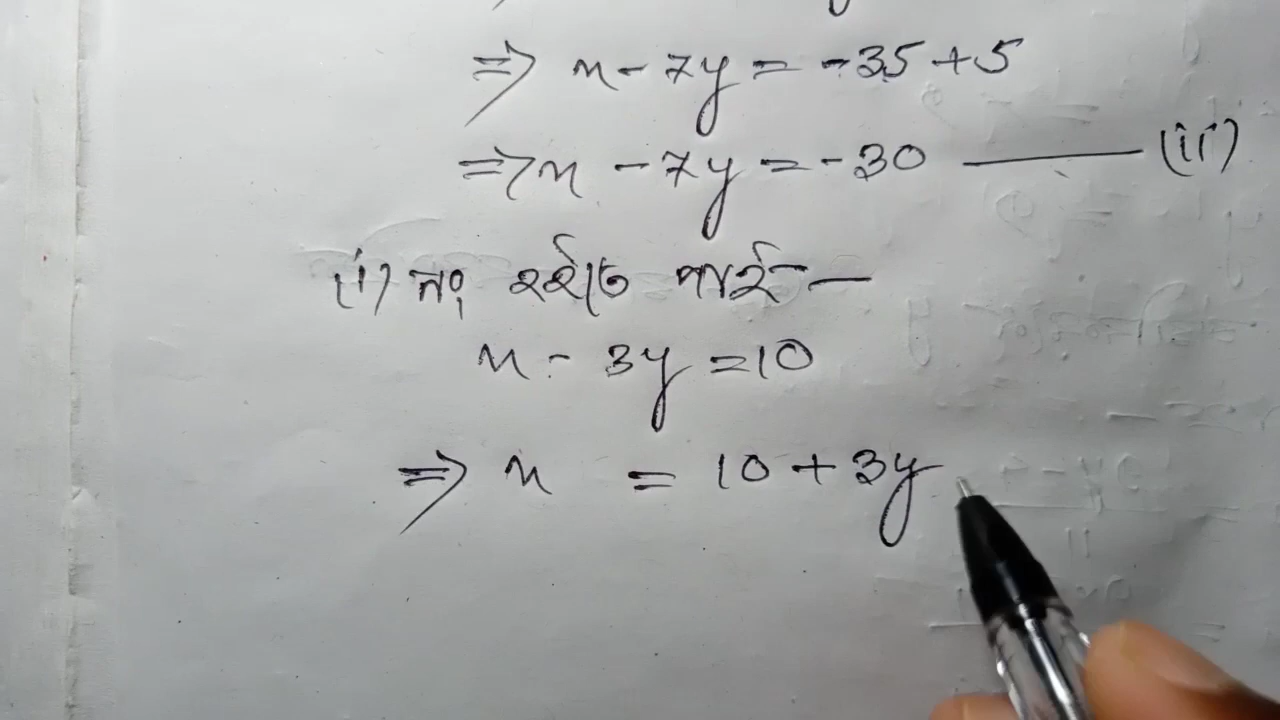 ⇒ x - 7y = -35 + 5
⇒ x - 7y = -30 ——— (ii)
(i) নং হইতে পাই —
x - 3y = 10
⇒ x = 10 + 3y